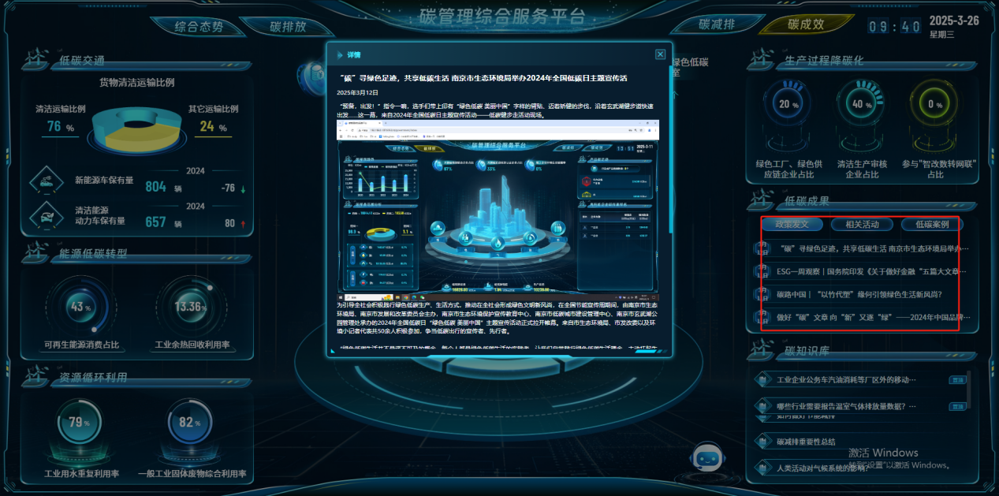 碳管理综合服务平台
综合态势
碳排放
碳减排
碳成效
09:40
2025-3-26
星期三
低碳交通
货物清洁运输比例
清洁运输比例
76 %
其它运输比例
24 %
2024
新能源车保有量
804 辆
-76
2024
清洁能源
动力车保有量
657 辆
80
能源低碳转型
43 %
13.36%
可再生能源消费占比
工业余热回收利用率
资源循环利用
79 %
82 %
工业用水重复利用率
一般工业固体废物综合利用率
详情
“碳”寻绿色足迹，共享低碳生活 南京市生态环境局举办2024年全国低碳日主题宣传活
2025年3月12日
“预备，出发！”指令一响，选手们带上印有“绿色低碳 美丽中国”字样的臂贴、迈着矫健的步伐、沿着玄武湖健步道快速
出发......这一幕，来自2024年全国低碳日主题宣传活动——低碳健步走活动现场。
碳管理综合服务平台
13:51
2025-3-11
67%
33%
0%
为引导全社会积极践行绿色低碳生产、生活方式，推动在全社会形成绿色文明新风尚，在全国节能宣传周期间，由南京市生态
环境局、南京市发展和改革委员会主办，南京市生态环境保护宣传教育中心、南京市低碳城市建设管理中心、南京市玄武湖公
园管理处承办的2024年全国低碳日“绿色低碳 美丽中国”主题宣传活动正式拉开帷幕。来自市生态环境局、市发改委以及环
境小记者代表共50余人积极参加，争当低碳出行的宣传者、先行者。
绿色低碳
生产过程降碳化
20 %
40 %
0 %
绿色工厂、绿色供
应链企业占比
清洁生产审核
企业占比
参与“智改数转网联”
占比
低碳成果
政策发文
相关活动
低碳案例
“碳”寻绿色足迹，共享低碳生活 南京市生态环境局举办···
ESG一周观察丨国务院印发《关于做好金融“五篇大文章···
碳路中国丨“以竹代塑”缘何引领绿色生活新风尚？
做好“碳”文章 向“新”又逐“绿”——2024年中国品牌···
碳知识库
工业企业公务车汽油消耗等厂区外的移动···
置顶
哪些行业需要报告温室气体排放量数据？···
置顶
如何做好节能减排
碳减排重要性总结
人类活动对气候系统的影响？
激活 Windows
转到“设置”以激活 Windows。